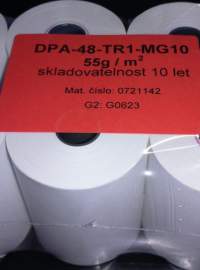 DPA-48-TR1-MG10
55g / m²
skladovatelnost 10 let
Mat. číslo: 0721142
G2: G0623